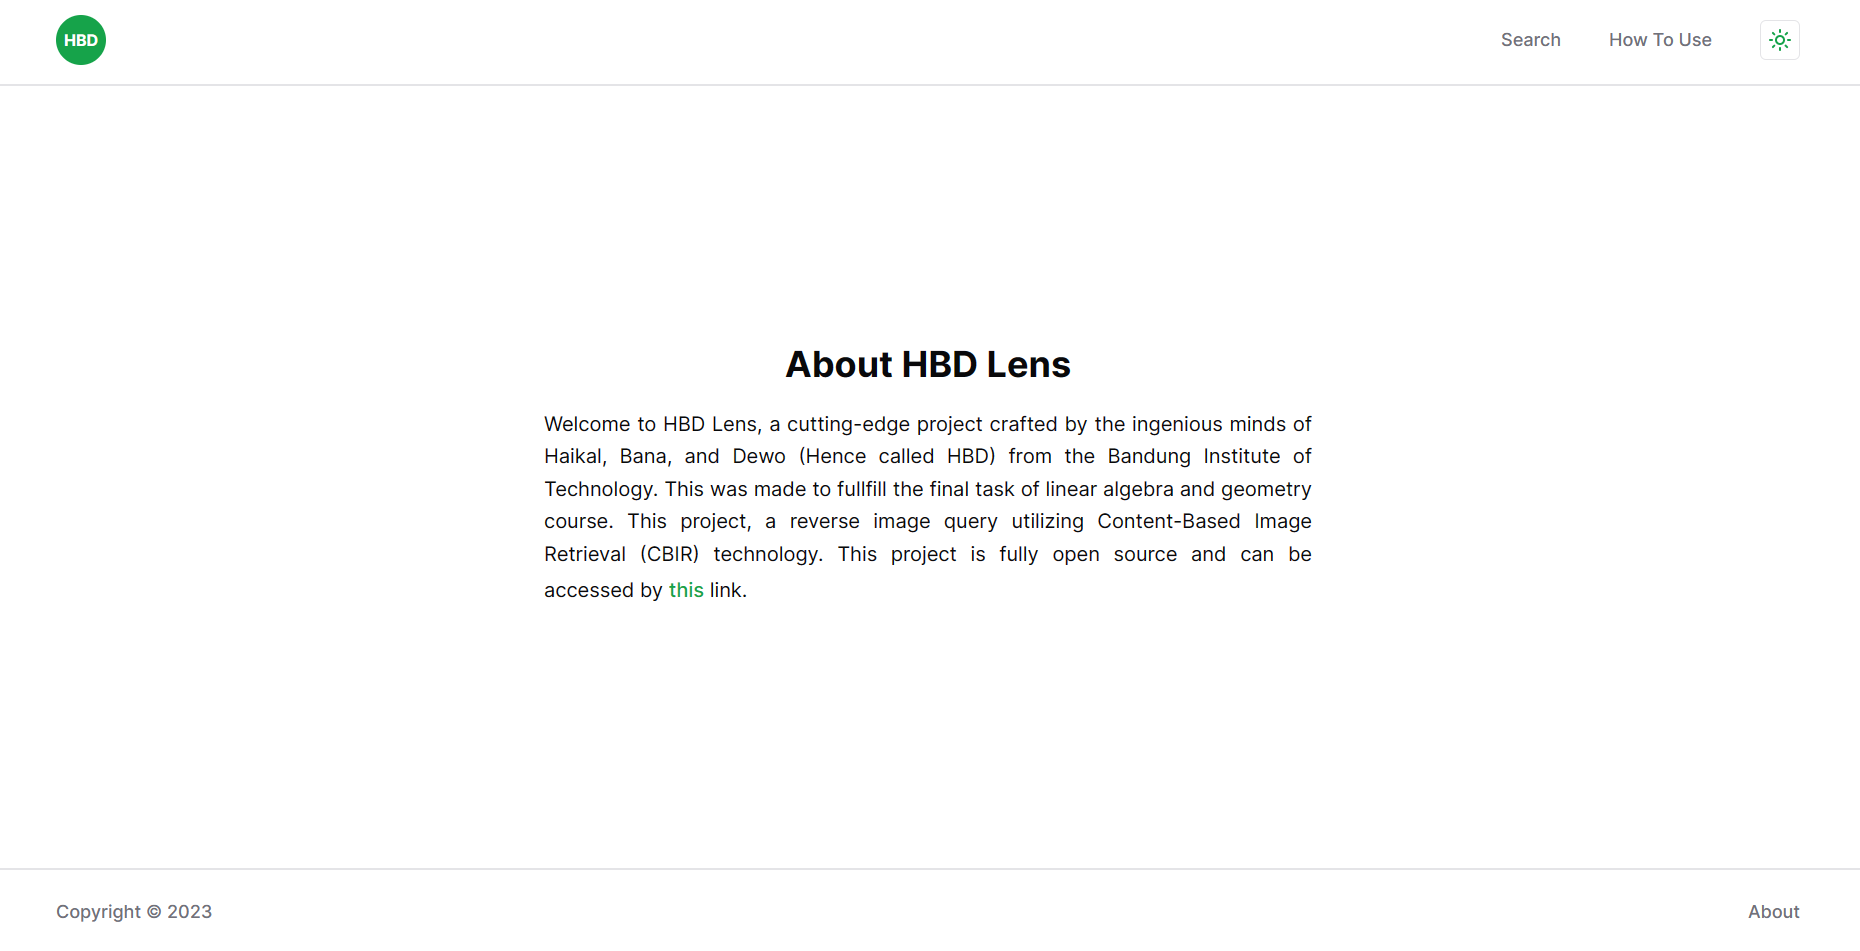 HBD
Search
How To Use
About HBD Lens
Welcome to HBD Lens, a cutting-edge project crafted by the ingenious minds of
Haikal, Bana, and Dewo (Hence called HBD) from the Bandung Institute of
Technology. This was made to fullfill the final task of linear algebra and geometry
course. This project, a reverse image query utilizing Content-Based Image
Retrieval (CBIR) technology. This project is fully open source and can be
accessed by this link.
Copyright © 2023
About